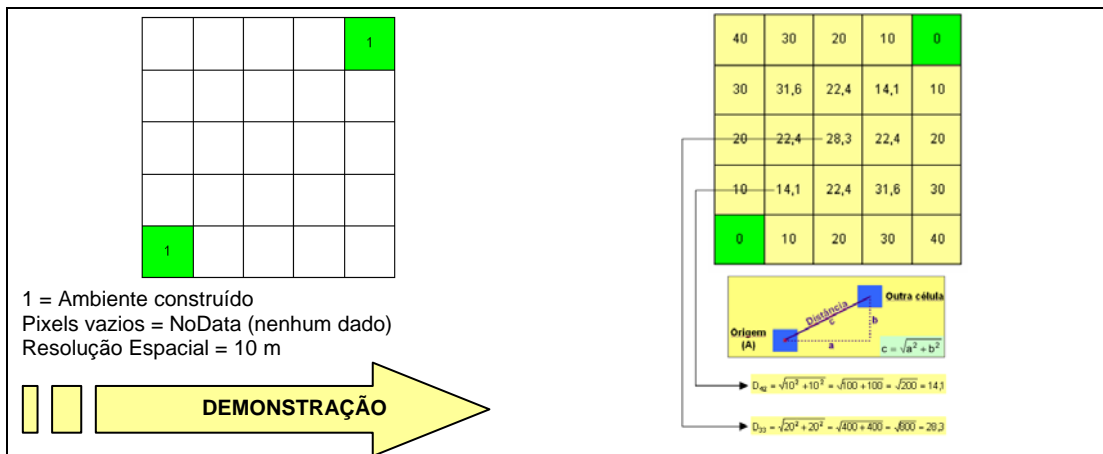 1
1
1 = Ambiente construído
Pixels vazios = NoData (nenhum dado)
Resolução Espacial = 10 m
DEMONSTRAÇÃO
40 30 20 10 0
30 31,6 22,4 14,1 10
20 22,4 28,3 22,4 20
10 14,1 22,4 31,6 30
0 10 20 30 40
Outra célula
Distância
c
b
Origem
(A)
a
c = √a² + b²
D₄₂ = √10² + 10² = √100 + 100 = √200 = 14,1
D₃₃ = √20² + 20² = √400 + 400 = √800 = 28,3